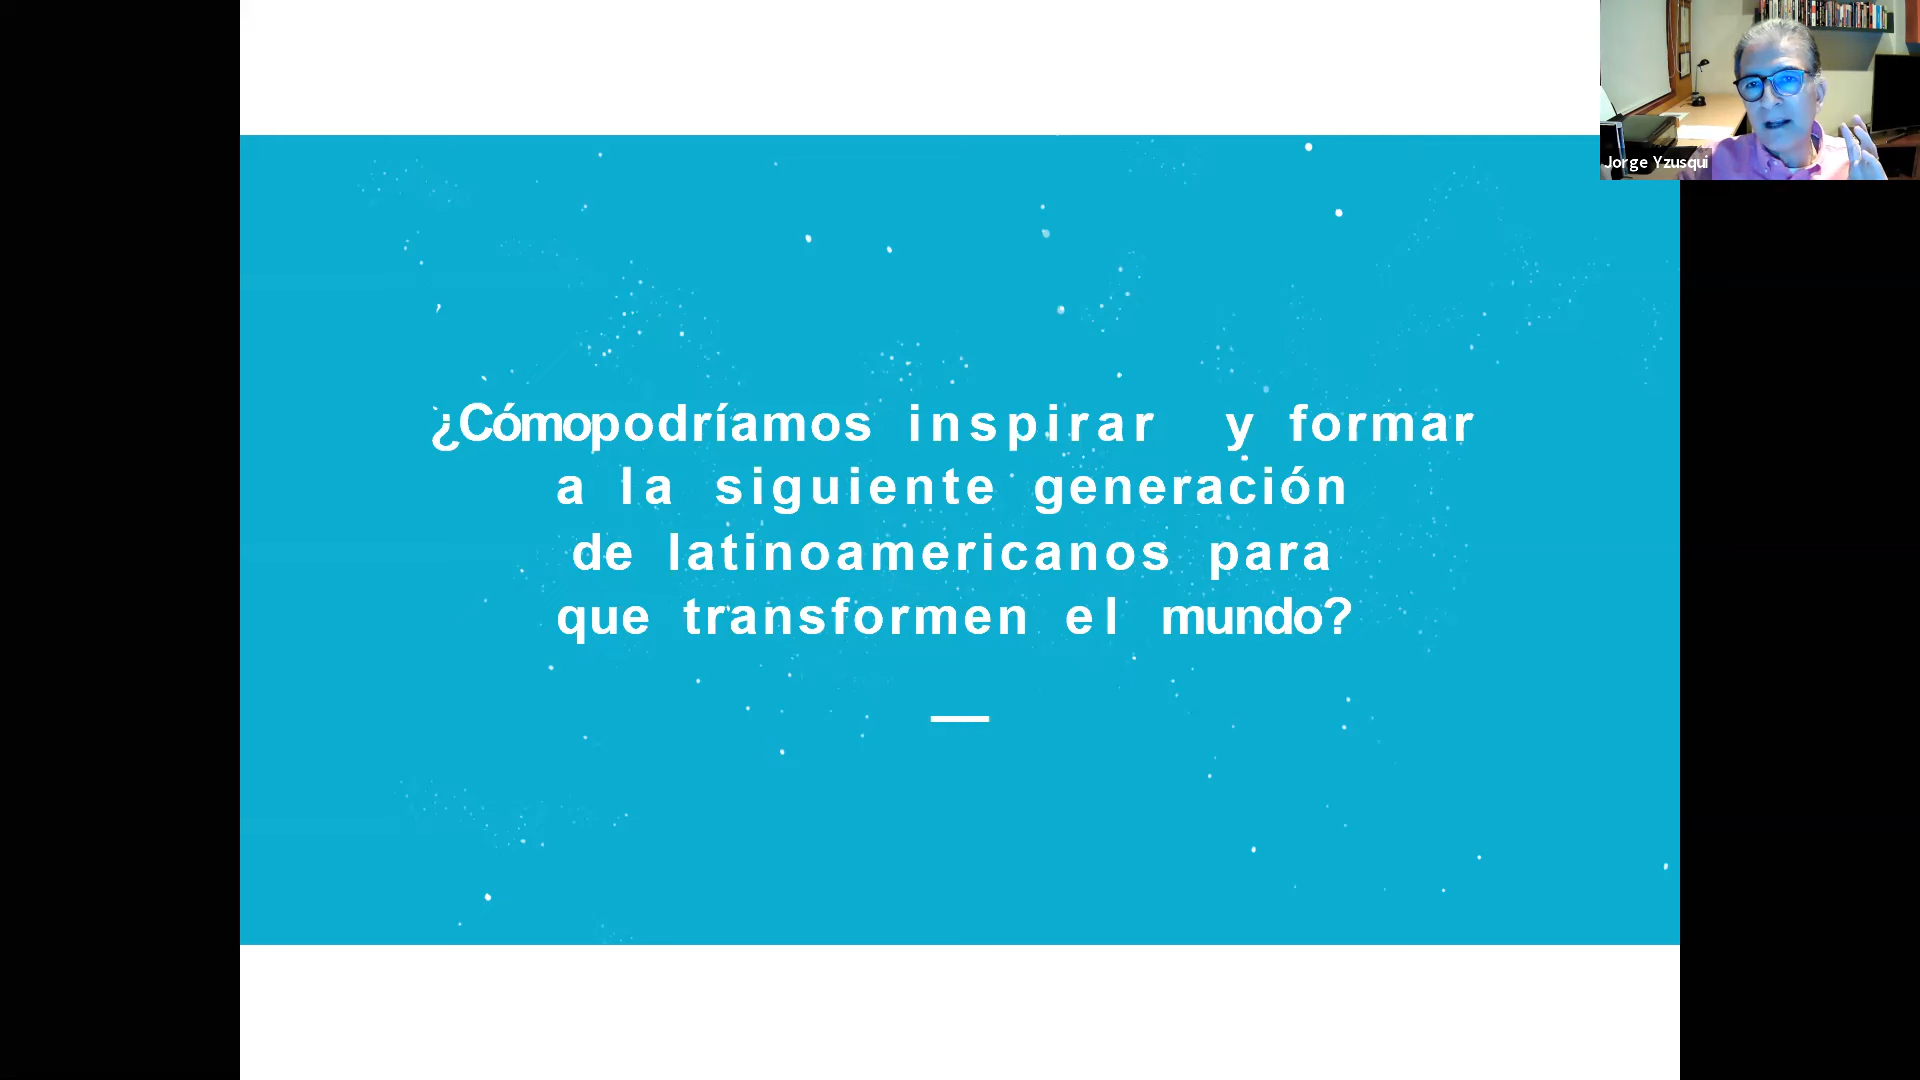 Jorge Yzusqui
¿Cómopodríamos inspirar y formar
a la siguiente generación
de latinoamericanos para
que transformen el mundo?